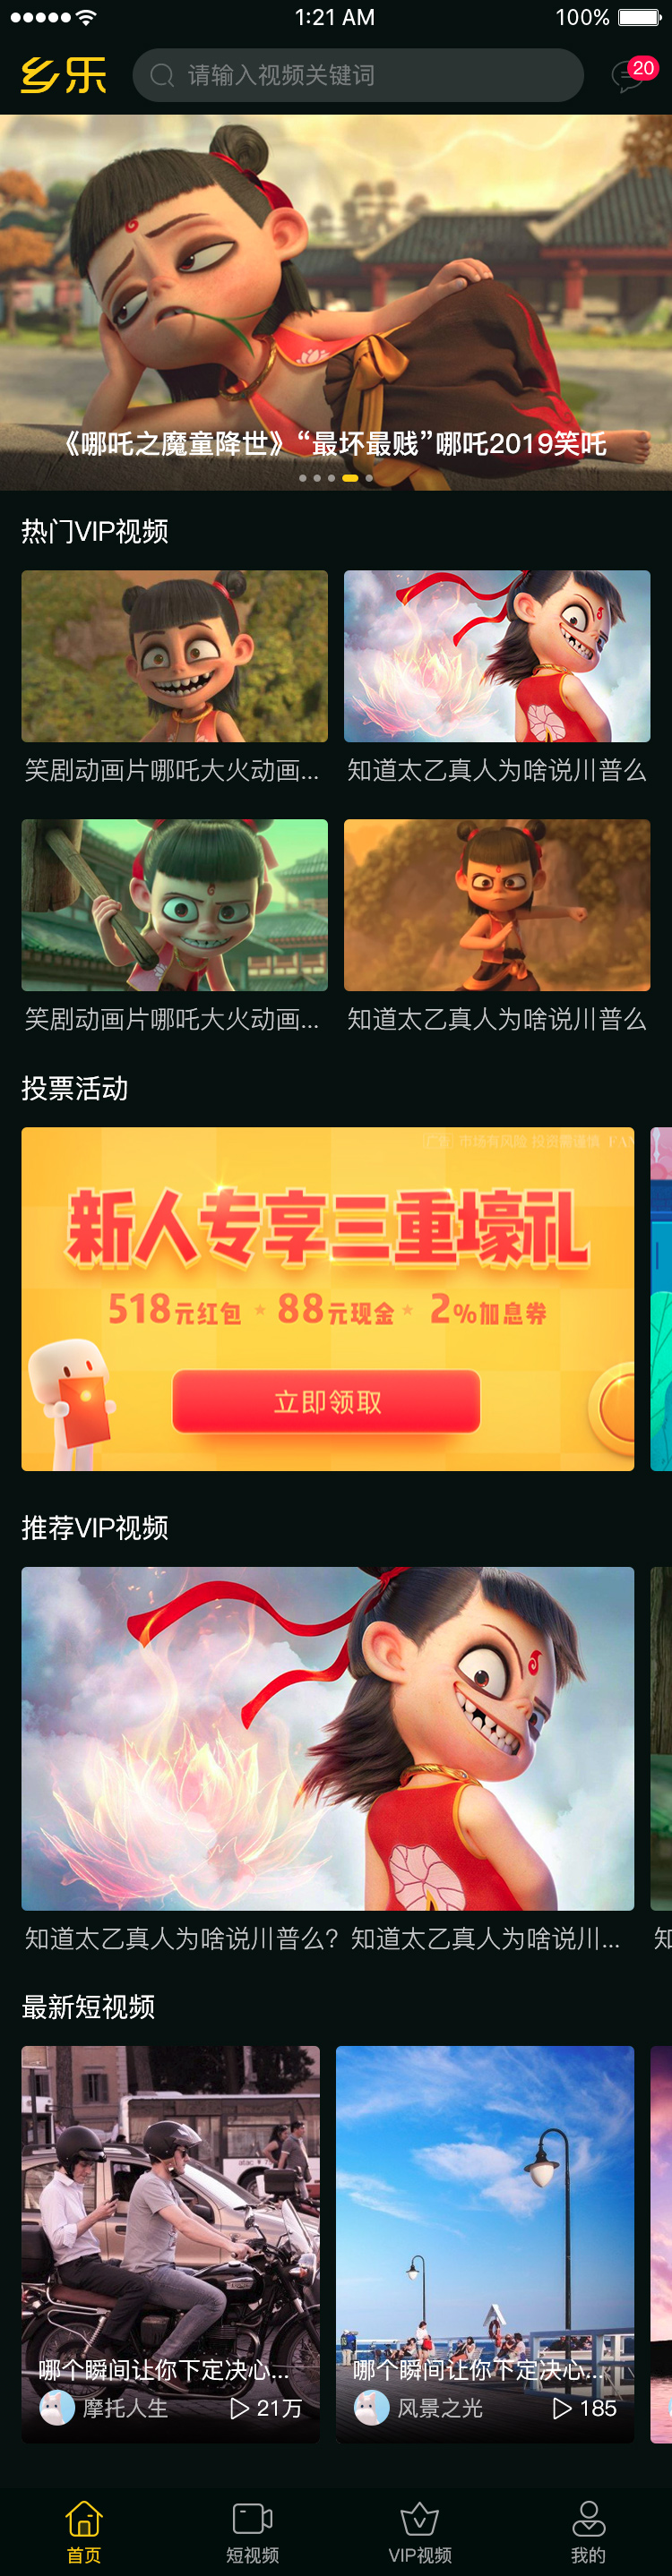 1:21 AM
100%
乡乐
请输入视频关键词
20
《哪吒之魔童降世》“最坏最贱”哪吒2019笑吒
热门VIP视频
笑剧动画片哪吒大火动画...
知道太乙真人为啥说川普么
笑剧动画片哪吒大火动画...
知道太乙真人为啥说川普么
投票活动
广告 市场有风险 投资需谨慎
新人专享三重壕礼
518元红包 ★ 88元现金 ★ 2%加息券
立即领取
推荐VIP视频
知道太乙真人为啥说川普么？知道太乙真人为啥说川...
知
最新短视频
哪个瞬间让你下定决心...
摩托人生
21万
哪个瞬间让你下定决心...
风景之光
185
首页
短视频
VIP视频
我的